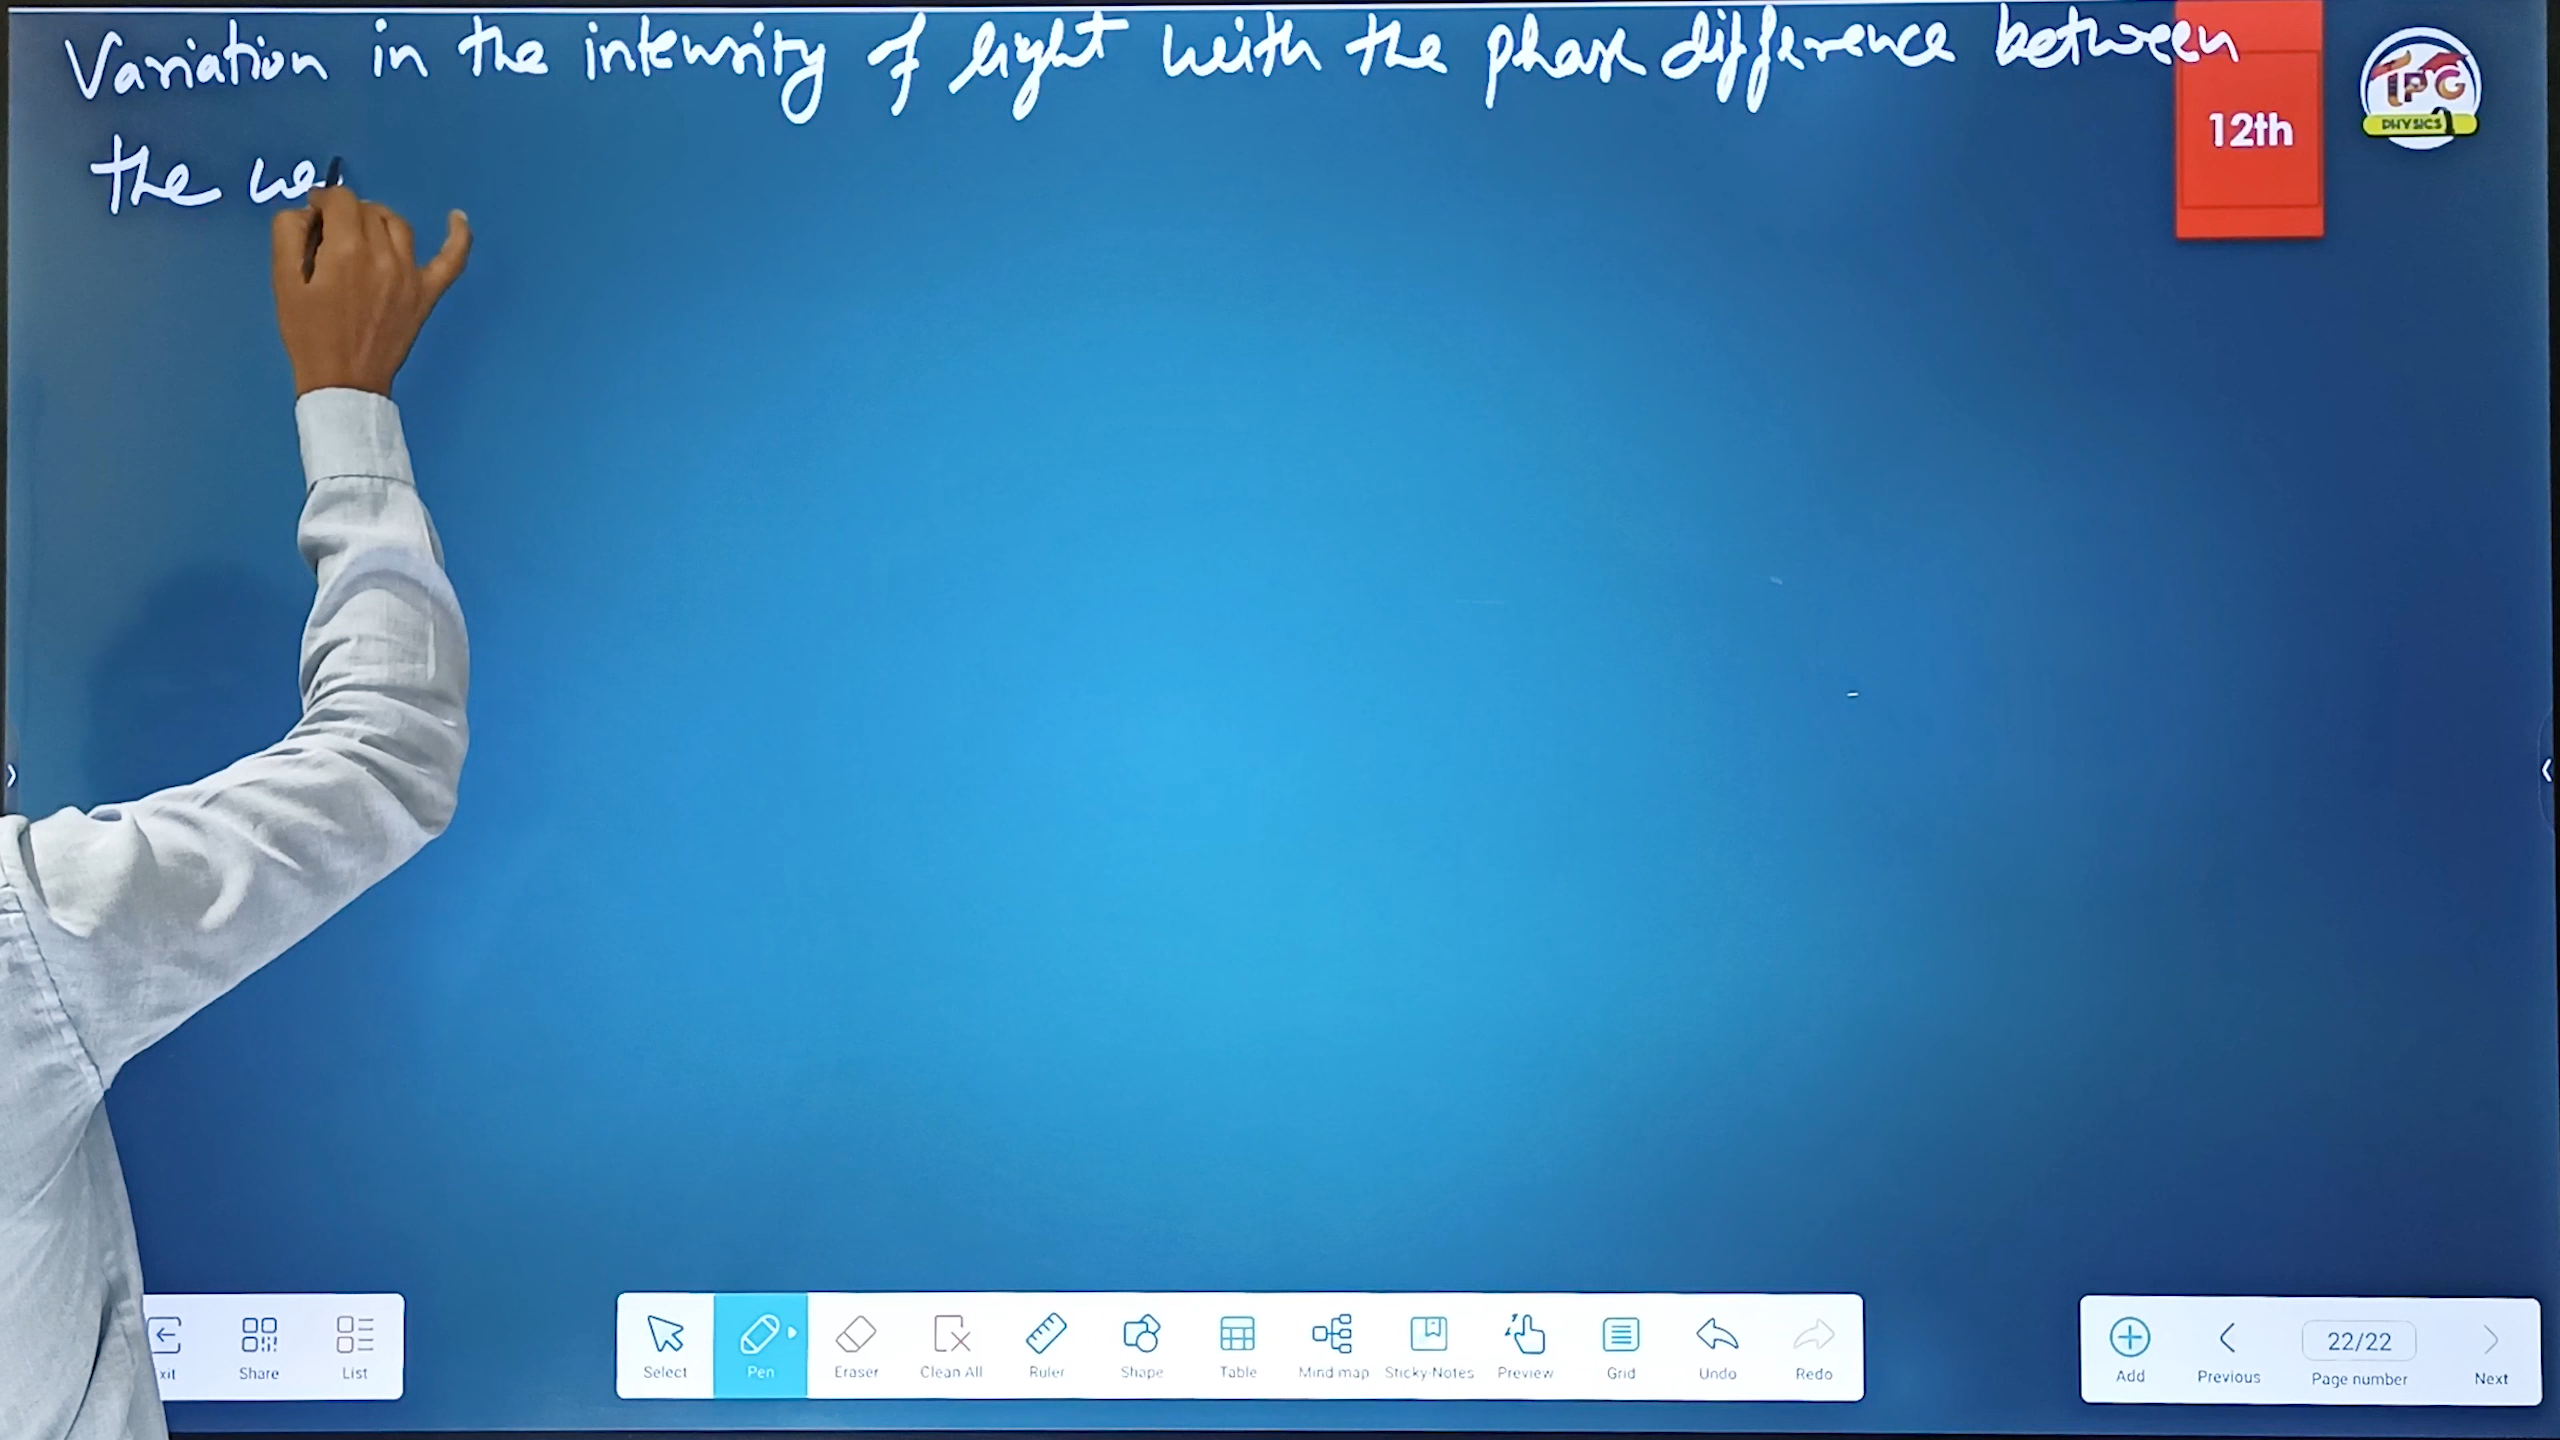 Variation in the intensity of light with the phase difference between
the
12th
TPG
PHYSICS
Share
List
Select
Pen
Eraser
Clean All
Ruler
Shape
Table
Mind map
Sticky Notes
Preview
Grid
Undo
Redo
Add
Previous
22/22
Page number
Next